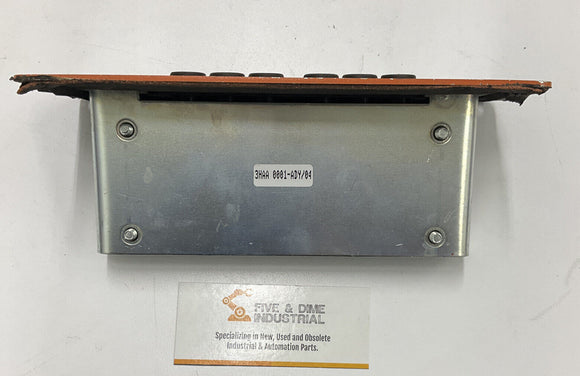 3HAA 0001-ADY/04
FIVE & DIME
INDUSTRIAL
Specializing in New, Used and Obsolete
Industrial & Automation Parts.